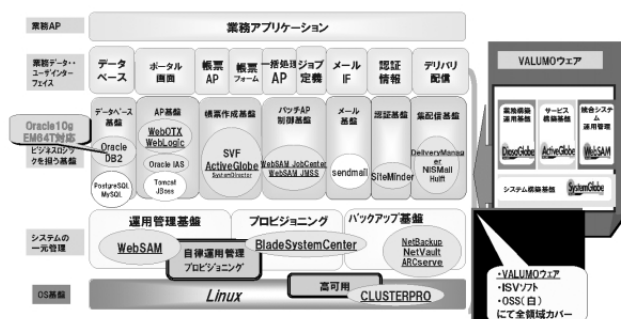 業務AP
業務アプリケーション
業務データ・
ユーザインター
フェイス
データ
ベース
ポータル
画面
帳票
AP
帳票
フォーム
一括処理
AP
ジョブ
定義
メール
IF
認証
情報
デリバリ
配信
Oracle10g
EM64T対応
ビジネスロジッ
クを担う基盤
データベース
基盤
Oracle
DB2
PostgreSQL
MySQL
AP基盤
WebOTX
WebLogic
Oracle IAS
Tomcat
JBoss
帳票作成基盤
SVF
ActiveGlobe
SystemDirector
バッチAP
制御基盤
WebSAM JobCenter
WebSAM JMSS
メール
基盤
sendmail
認証基盤
SiteMinder
集配信基盤
DeliveryManag
er
NISMail
Hulft
システムの
一元管理
運用管理基盤
WebSAM
自律運用管理
プロビジョニング
プロビジョニング
BladeSystemCenter
バックアップ基盤
NetBackup
NetVault
ARCserve
OS基盤
Linux
高可用
CLUSTERPRO
VALUMOウェア
業務構築
運用基盤
DiosaGlobe
サービス
構築基盤
ActiveGlobe
統合システ
ム
運用管理
WebSAM
システム構築基盤
SystemGlobe
・VALUMOウェア
・ISVソフト
・OSS(白)
にて全領域カバー